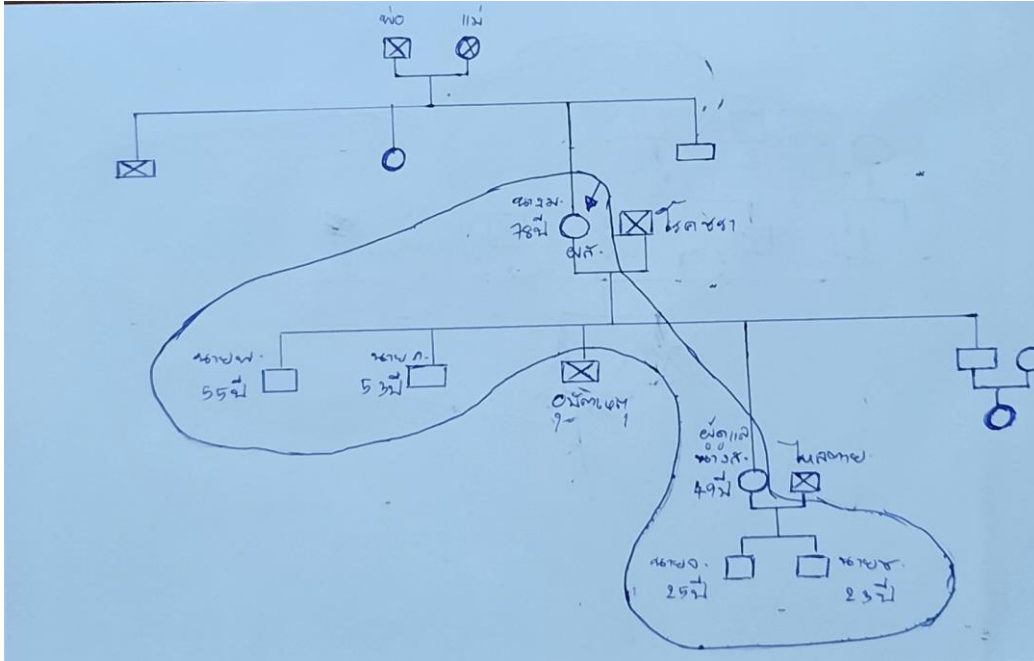 พ่อ
แม่
นางม.
78ปี
ผส.
โรคชรา
นายพ.
55ปี
นายภ.
53ปี
อุบัติเหตุ
ผู้ดูแล
นางส.
49ปี
ไหลตาย
นายจ.
25ปี
นายช.
23ปี